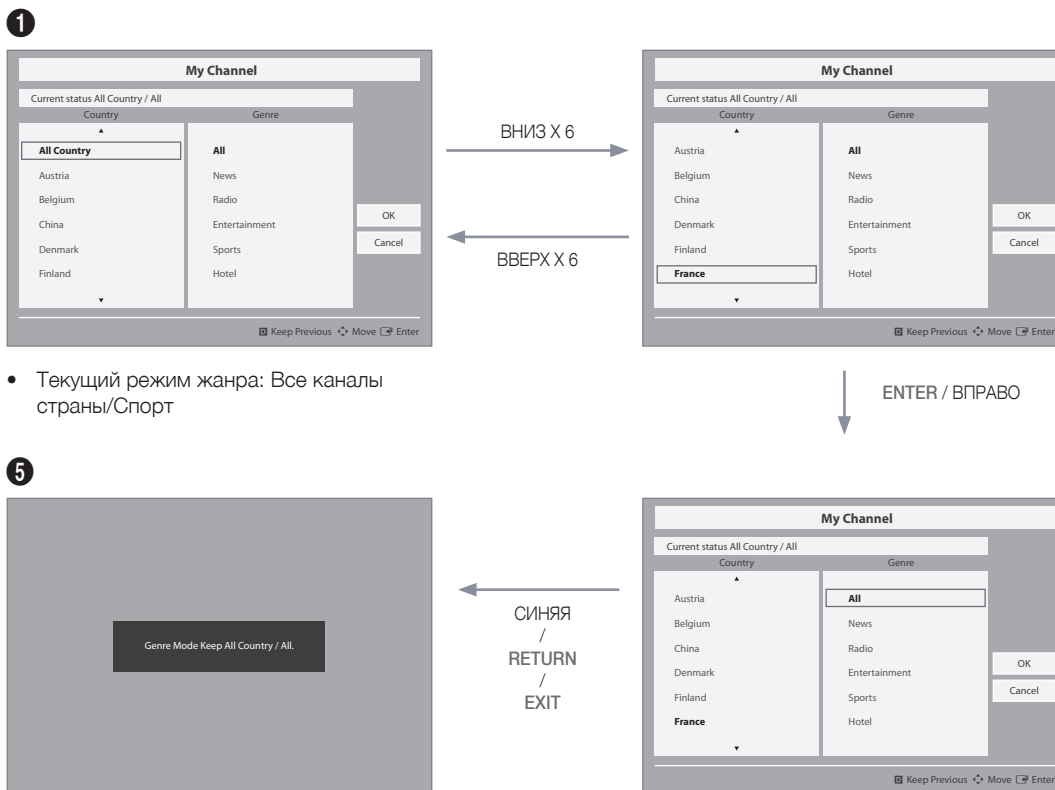 1
My Channel
Current status All Country / All
Country Genre
▲
All Country All
Austria News
Belgium Radio
China Entertainment
Denmark Sports
Finland Hotel
▼
OK
Cancel
D Keep Previous Move Enter
ВНИЗ X 6
ВВЕРХ X 6
My Channel
Current status All Country / All
Country Genre
▲
Austria All
Belgium News
China Radio
Denmark Entertainment
Finland Sports
France Hotel
▼
OK
Cancel
D Keep Previous Move Enter
• Текущий режим жанра: Все каналы
страны/Спорт
ENTER / ВПРАВО
5
Genre Mode Keep All Country / All.
СИНЯЯ
/
RETURN
/
EXIT
My Channel
Current status All Country / All
Country Genre
▲
Austria All
Belgium News
China Radio
Denmark Entertainment
Finland Sports
France Hotel
▼
OK
Cancel
D Keep Previous Move Enter